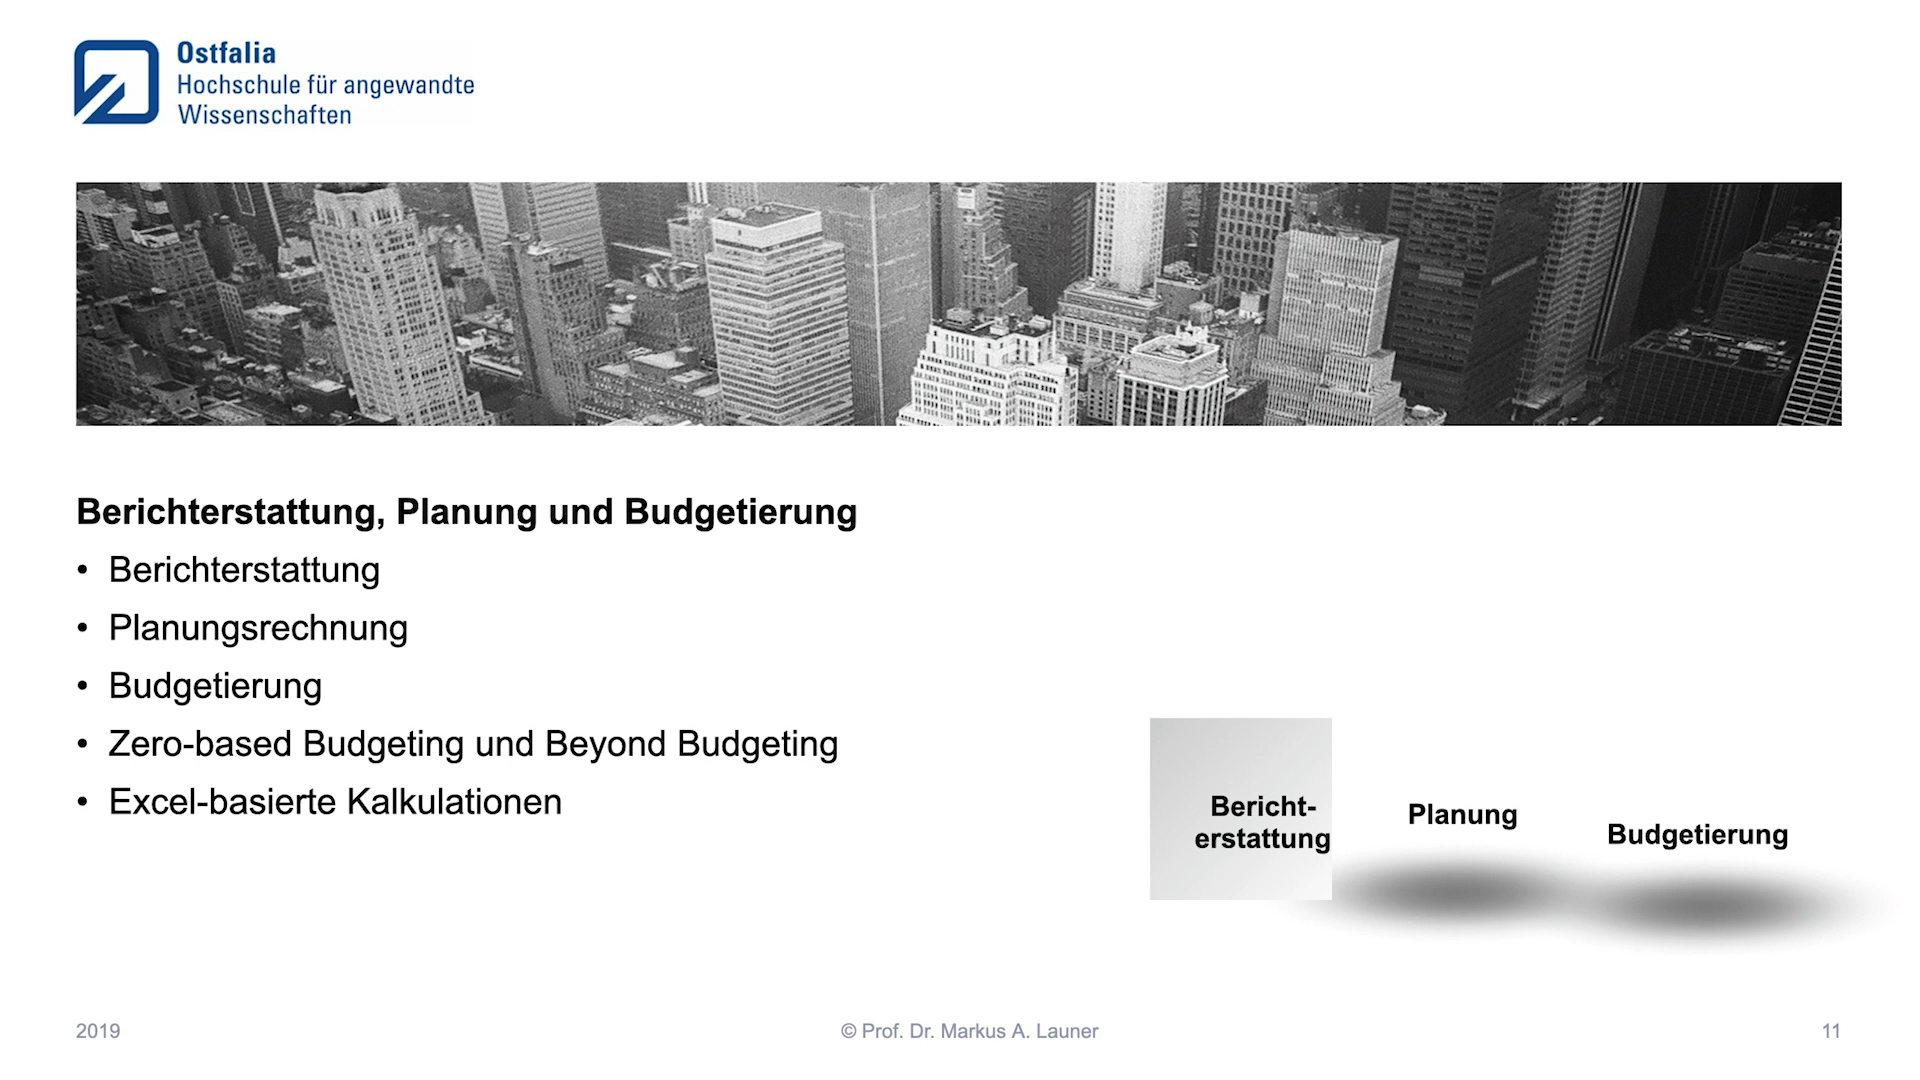 Ostfalia
Hochschule für angewandte
Wissenschaften
Berichterstattung, Planung und Budgetierung
• Berichterstattung
• Planungsrechnung
• Budgetierung
• Zero-based Budgeting und Beyond Budgeting
• Excel-basierte Kalkulationen
Bericht-
erstattung
Planung
Budgetierung
2019
© Prof. Dr. Markus A. Launer
11